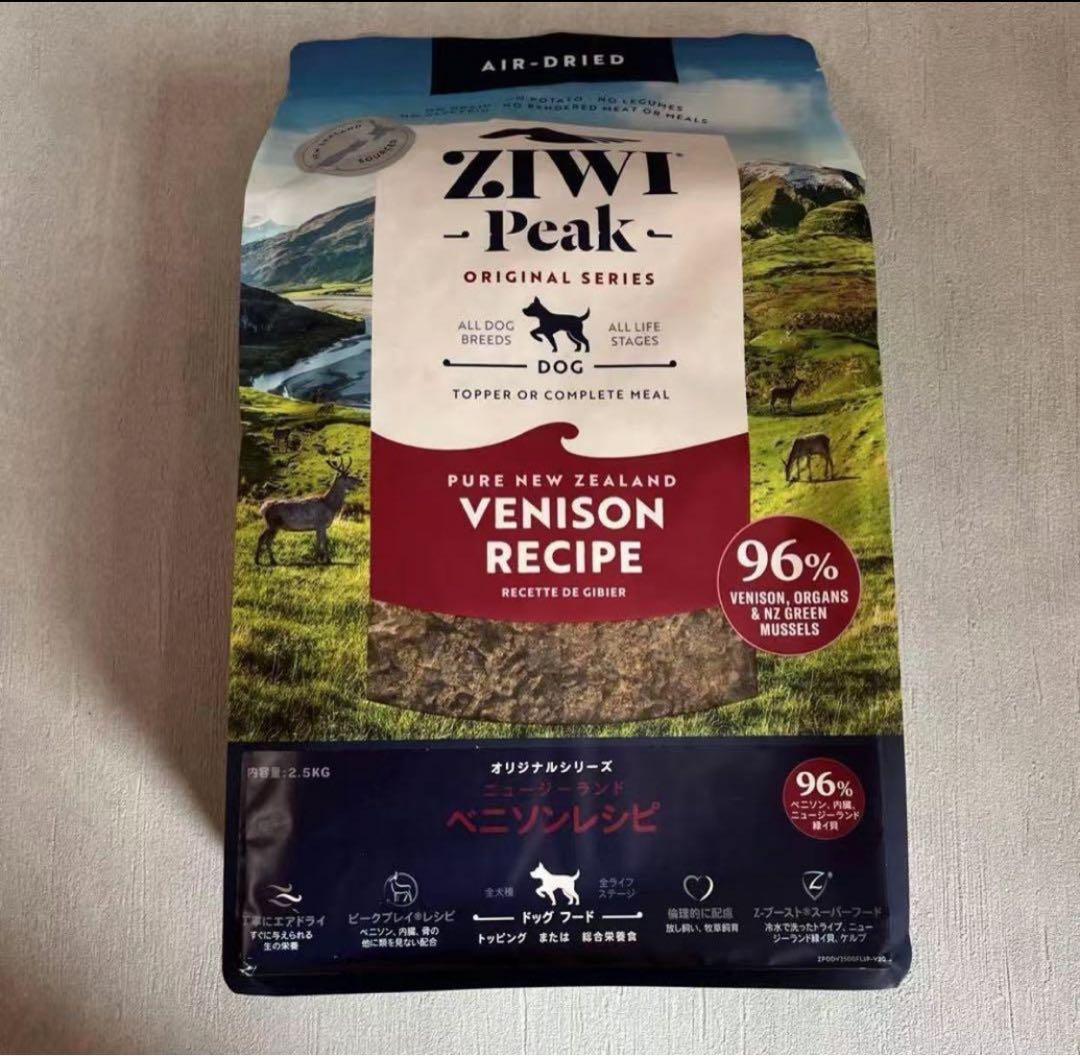 AIR-DRIED
NO POTATO · NO LEGUMES
NO RENDERED MEAT OR MEALS
NEW ZEALAND
SOURCED
ZIWI
Peak
ORIGINAL SERIES
ALL DOG
BREEDS
ALL LIFE
STAGES
DOG
TOPPER OR COMPLETE MEAL
PURE NEW ZEALAND
VENISON
RECIPE
RECETTE DE GIBIER
96%
VENISON, ORGANS
& NZ GREEN
MUSSELS
内容量:2.5KG
オリジナルシリーズ
ニュージーランド
ベニソンレシピ
96%
ベニソン、内臓、
ニュージーランド
緑イ貝
丁寧にエアドライ
すぐに与えられる
生の栄養
ピークプレイ®レシピ
ベニソン、内臓、骨の
他に類を見ない配合
全犬種
全ライフ
ステージ
ドッグ フード
トッピング または 総合栄養食
倫理的に配慮
放し飼い、牧草飼育
Z-ブースト®スーパーフード
冷水で洗ったトライプ、ニュー
ジーランド緑イ貝、ケルプ